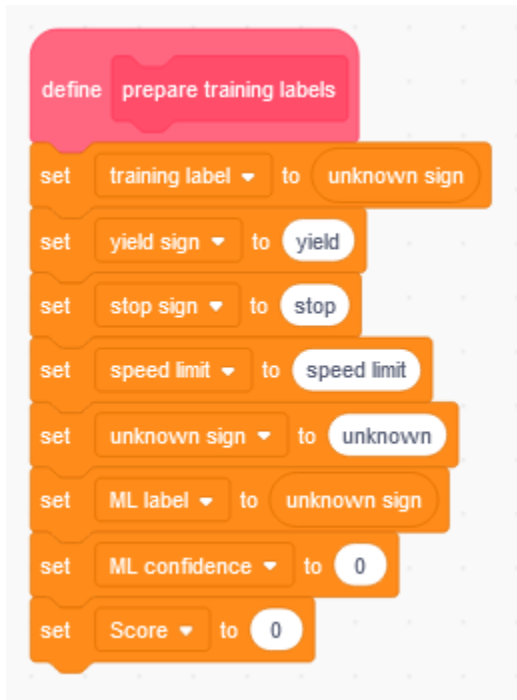 define prepare training labels
set training label to unknown sign
set yield sign to yield
set stop sign to stop
set speed limit to speed limit
set unknown sign to unknown
set ML label to unknown sign
set ML confidence to 0
set Score to 0